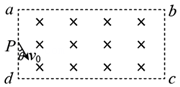 a b
× × × ×
P × × × ×
v₀ × × × ×
d c